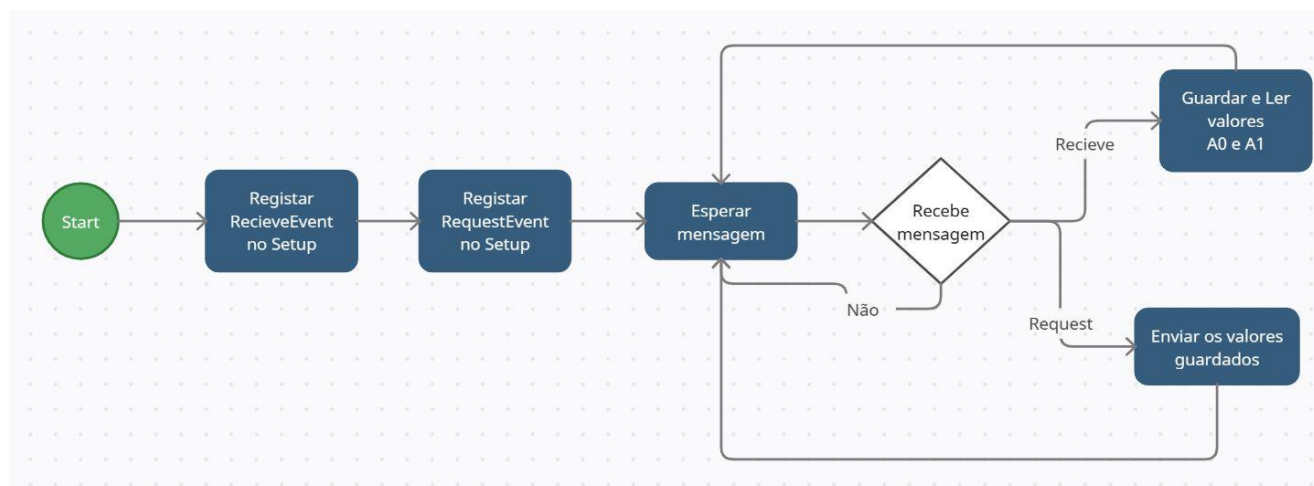 Start
Registar
RecieveEvent
no Setup
Registar
RequestEvent
no Setup
Esperar
mensagem
Recebe
mensagem
Não
Recieve
Guardar e Ler
valores
A0 e A1
Request
Enviar os valores
guardados